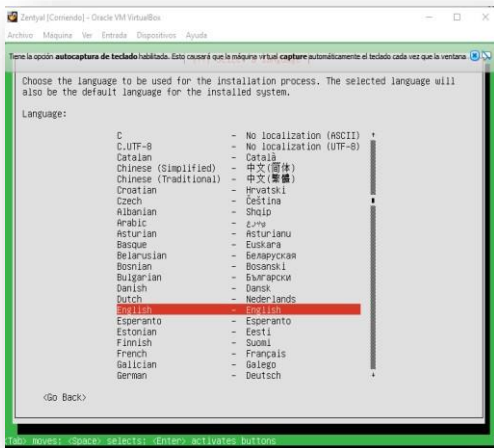 Zentyal [Corriendo] - Oracle VM VirtualBox
Archivo Máquina Ver Entrada Dispositivos Ayuda
Tiene la opción autocaptura de teclado habilitada. Esto causará que la máquina virtual capture automáticamente el teclado cada vez que la ventana
Choose the language to be used for the installation process. The selected language will
also be the default language for the installed system.
Language:
C - No localization (ASCII)
C.UTF-8 - No localization (UTF-8)
Catalan - Català
Chinese (Simplified) - 中文(简体)
Chinese (Traditional) - 中文(繁體)
Croatian - Hrvatski
Czech - Čeština
Albanian - Shqip
Arabic - عربي
Asturian - Asturianu
Basque - Euskara
Belarusian - Беларуская
Bosnian - Bosanski
Bulgarian - Български
Danish - Dansk
Dutch - Nederlands
English - English
Esperanto - Esperanto
Estonian - Eesti
Finnish - Suomi
French - Français
Galician - Galego
German - Deutsch
<Go Back>
<Tab> moves; <Space> selects; <Enter> activates buttons